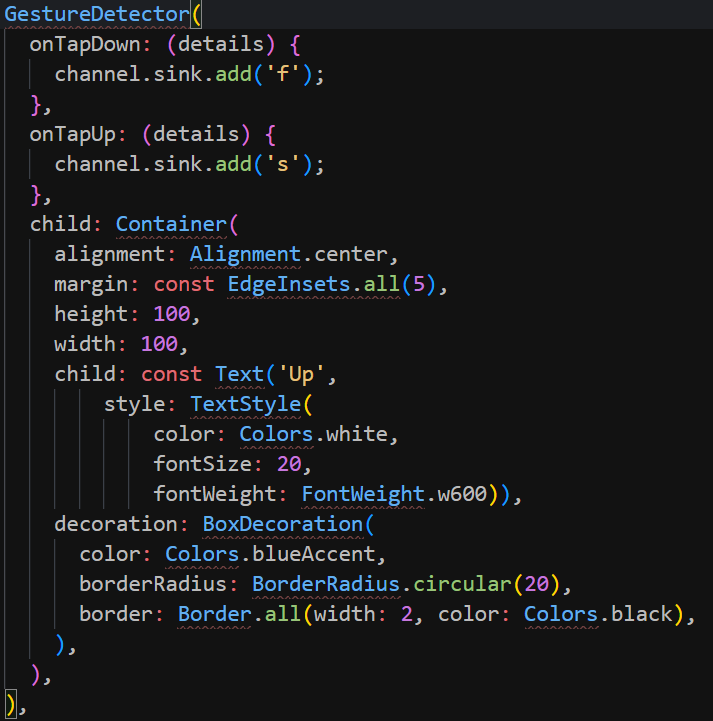 GestureDetector(
  onTapDown: (details) {
    channel.sink.add('f');
  },
  onTapUp: (details) {
    channel.sink.add('s');
  },
  child: Container(
    alignment: Alignment.center,
    margin: const EdgeInsets.all(5),
    height: 100,
    width: 100,
    child: const Text('Up',
        style: TextStyle(
            color: Colors.white,
            fontSize: 20,
            fontWeight: FontWeight.w600)),
    decoration: BoxDecoration(
      color: Colors.blueAccent,
      borderRadius: BorderRadius.circular(20),
      border: Border.all(width: 2, color: Colors.black),
    ),
  ),
),